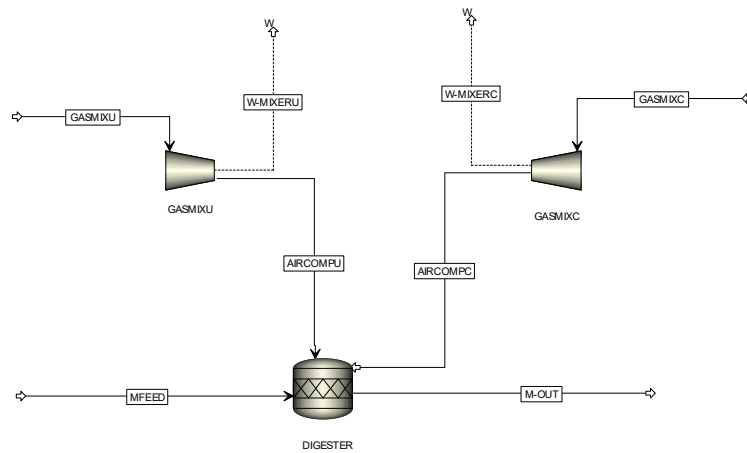 W
W
W-MIXERU
W-MIXERC
GASMIXU
GASMIXC
GASMIXU
GASMIXC
AIRCOMPU
AIRCOMPC
MFEED
M-OUT
DIGESTER